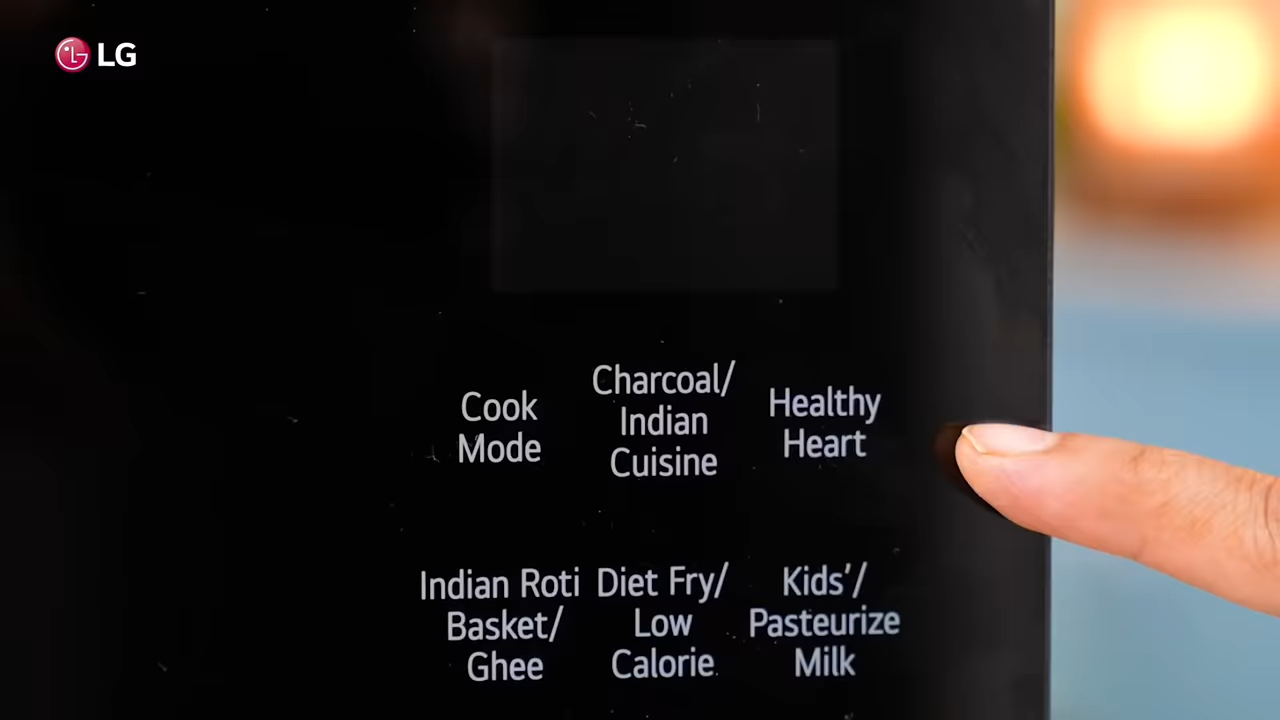 LG
Cook
Mode
Charcoal/
Indian
Cuisine
Healthy
Heart
Indian Roti
Basket/
Ghee
Diet Fry/
Low
Calorie
Kids'/
Pasteurize
Milk